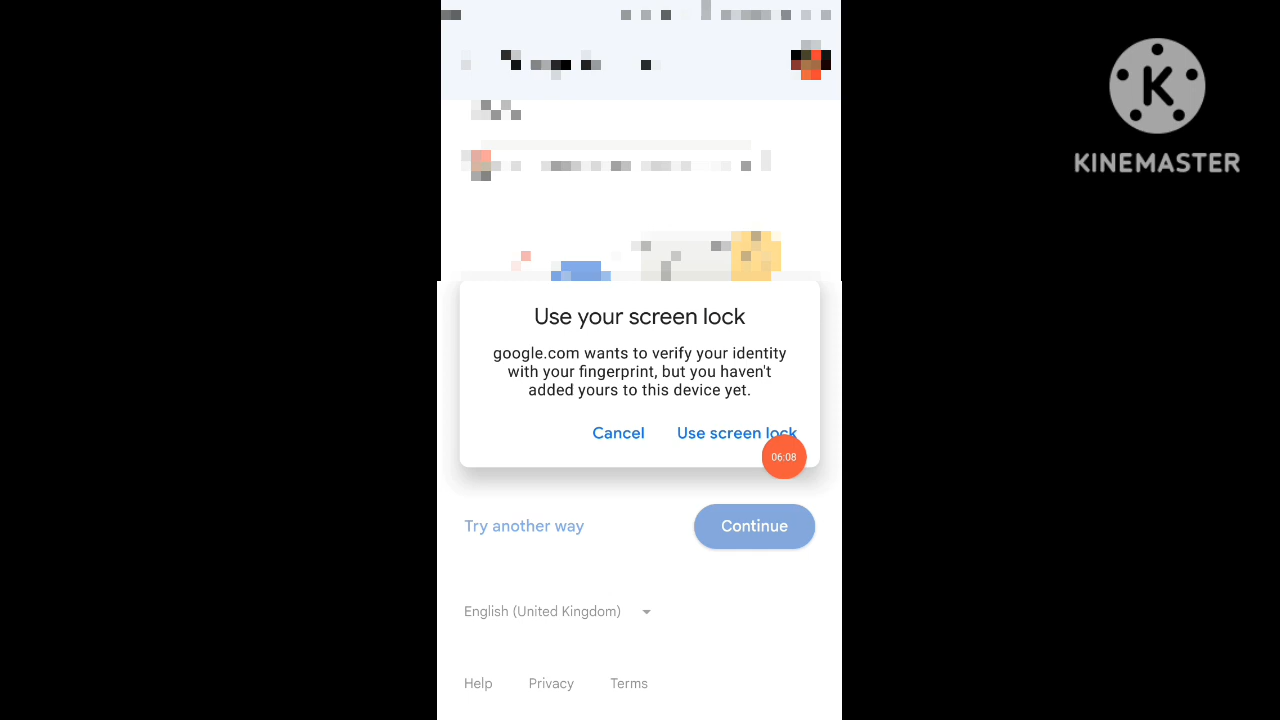 KINEMASTER
Use your screen lock
google.com wants to verify your identity
with your fingerprint, but you haven't
added yours to this device yet.
Cancel Use screen lock
06:08
Try another way Continue
English (United Kingdom)
Help Privacy Terms